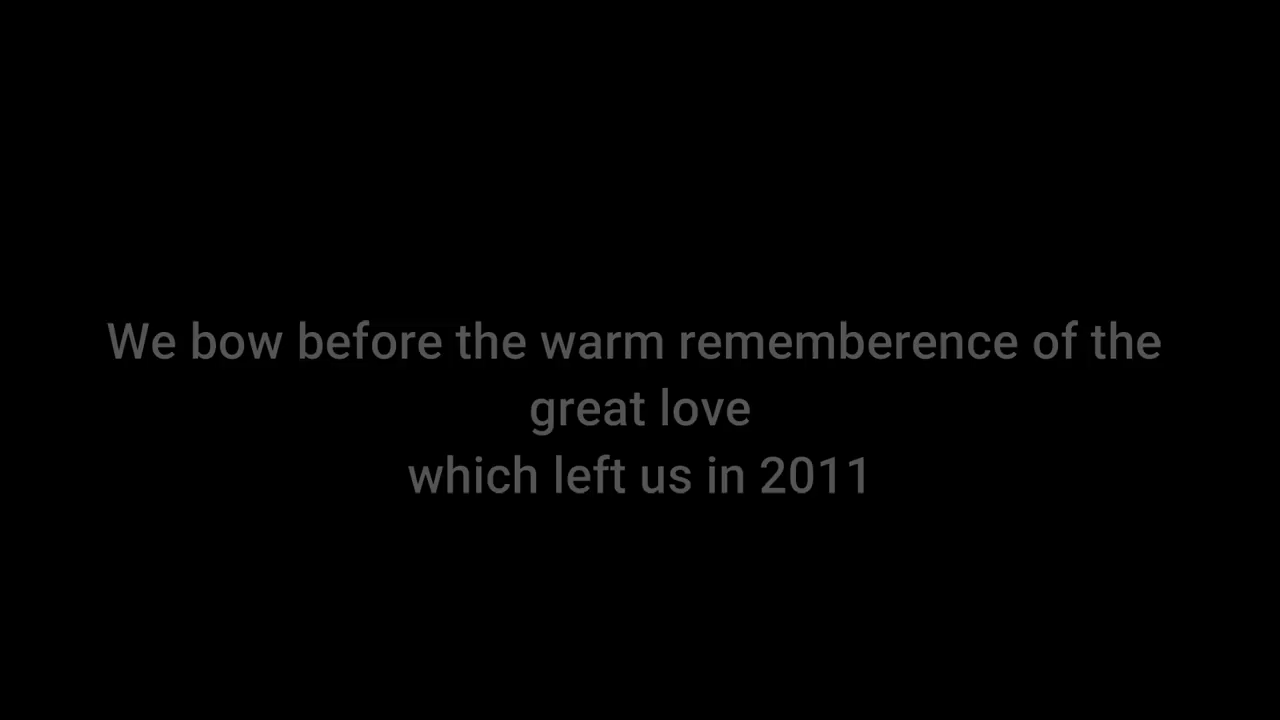 We bow before the warm rememberence of the
great love
which left us in 2011